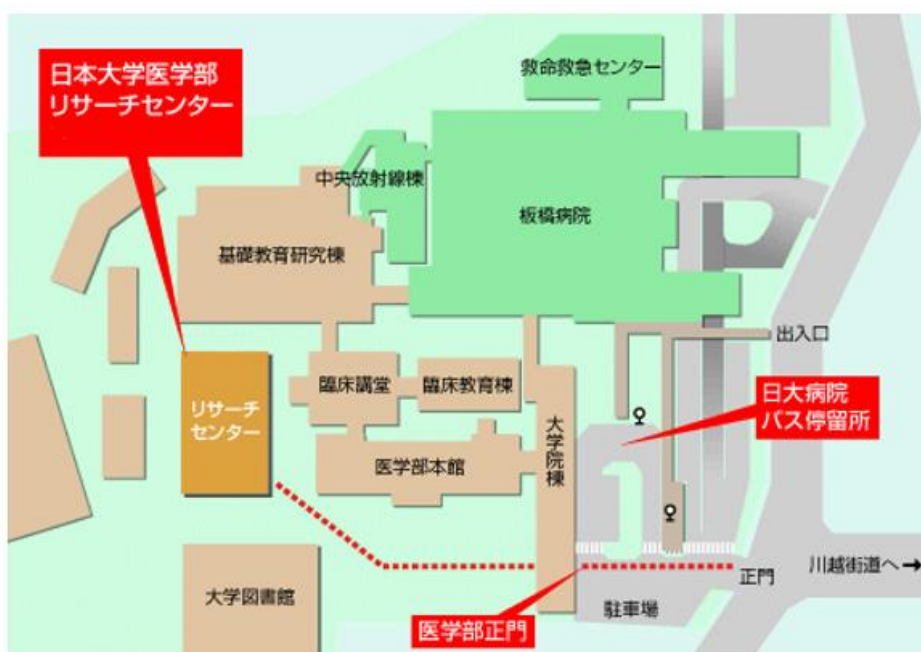 日本大学医学部
リサーチセンター
救命救急センター
中央放射線棟
板橋病院
基礎教育研究棟
出入口
臨床講堂
臨床教育棟
日大病院
バス停留所
リサーチ
センター
大学院棟
医学部本館
川越街道へ→
正門
大学図書館
駐車場
医学部正門